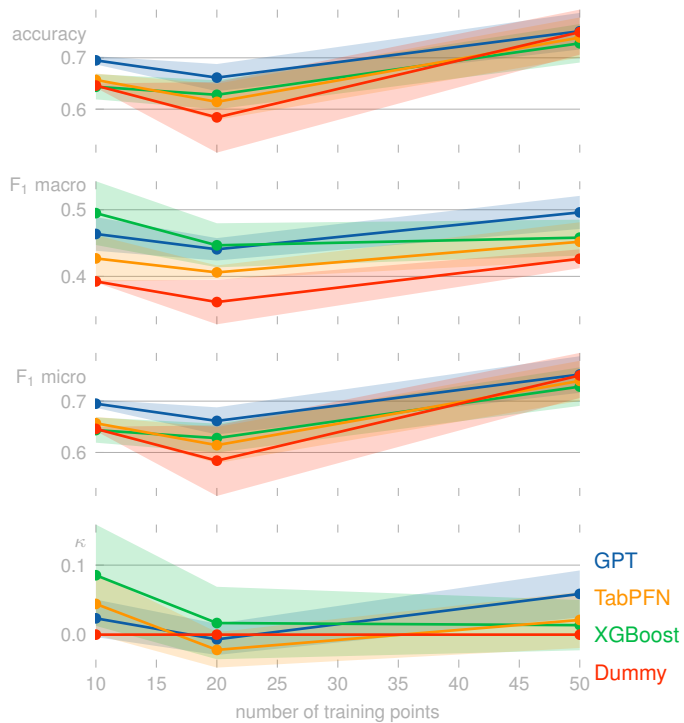 accuracy
0.7
0.6
F₁ macro
0.5
0.4
F₁ micro
0.7
0.6
κ
0.1
0.0
GPT
TabPFN
XGBoost
Dummy
10 15 20 25 30 35 40 45 50
number of training points